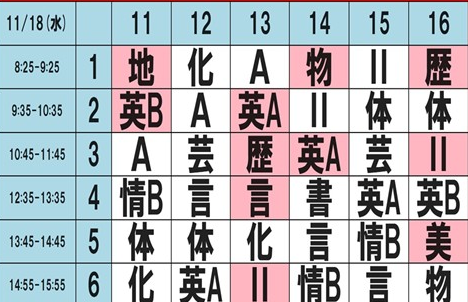 11/18(水) 11 12 13 14 15 16
8:25-9:25 1 地 化 A 物 II 歴
9:35-10:35 2 英B A 英A II 体 体
10:45-11:45 3 A 芸 歴 英A 芸 II
12:35-13:35 4 情B 言 言 書 英A 英B
13:45-14:45 5 体 体 化 言 情B 美
14:55-15:55 6 化 英A II 情B 言 物